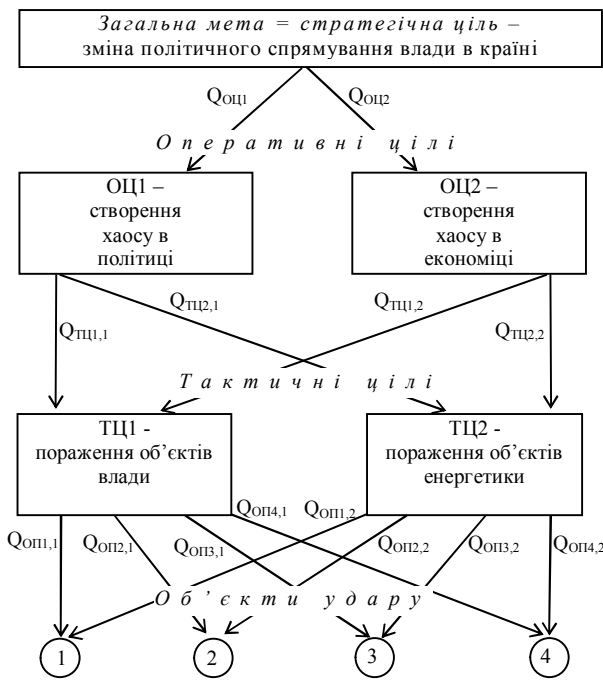 Загальна мета = стратегічна ціль –
зміна політичного спрямування влади в країні
QОЦ1 QОЦ2
Оперативні цілі
ОЦ1 –
створення
хаосу в
політиці
ОЦ2 –
створення
хаосу в
економіці
QТЦ2,1 QТЦ1,2
QТЦ1,1 QТЦ2,2
Тактичні цілі
ТЦ1 -
пораження об’єктів
влади
ТЦ2 -
пораження об’єктів
енергетики
QОП4,1 QОП1,2
QОП1,1 QОП2,1 QОП3,1 QОП2,2 QОП3,2 QОП4,2
Об’єкти удару
1 2 3 4